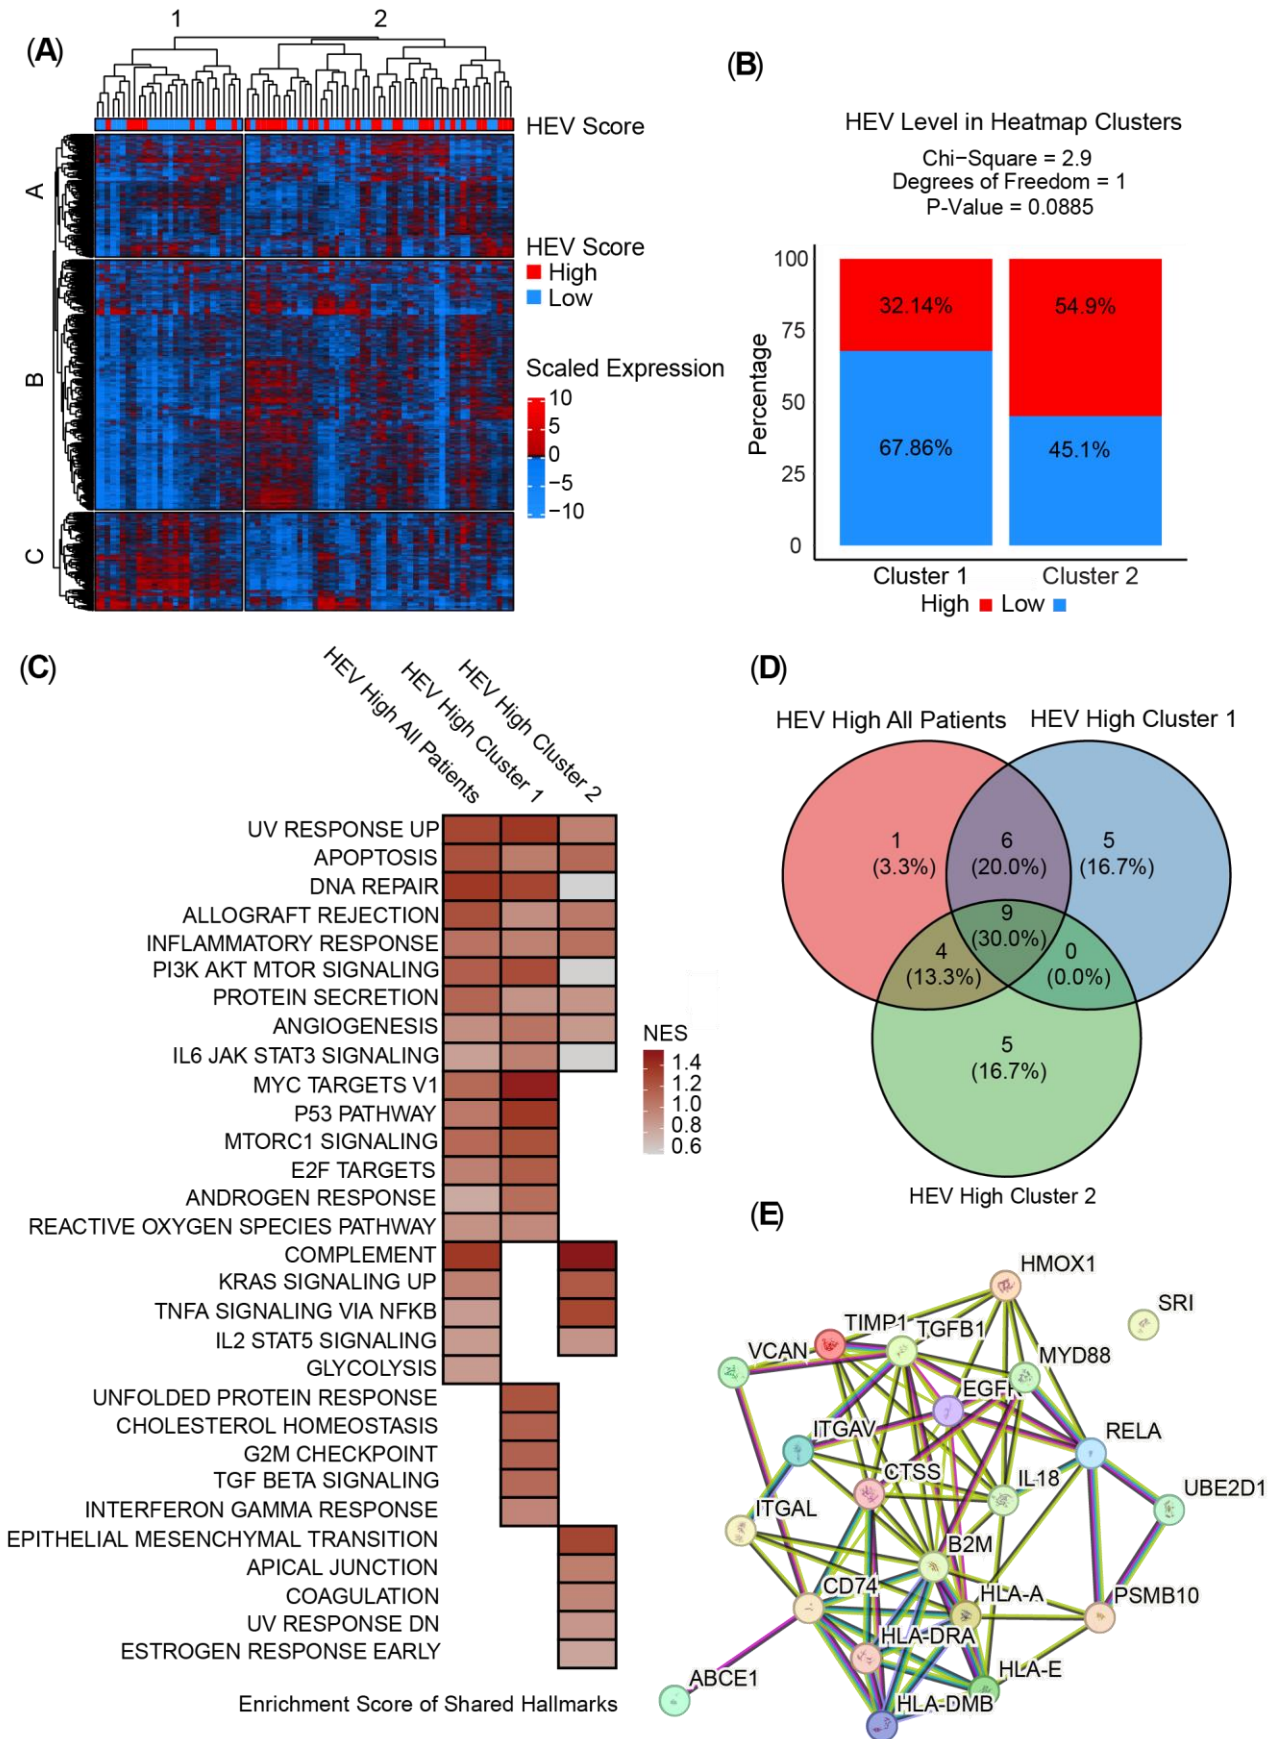 (A)
1
2
HEV Score
A
B
C
HEV Score
High
Low
Scaled Expression
10
5
0
−5
−10
(B)
HEV Level in Heatmap Clusters
Chi−Square = 2.9
Degrees of Freedom = 1
P-Value = 0.0885
Percentage
100
75
50
25
0
32.14%
54.9%
67.86%
45.1%
Cluster 1
Cluster 2
High
Low
(C)
HEV High All Patients
HEV High Cluster 1
HEV High Cluster 2
UV RESPONSE UP
APOPTOSIS
DNA REPAIR
ALLOGRAFT REJECTION
INFLAMMATORY RESPONSE
PI3K AKT MTOR SIGNALING
PROTEIN SECRETION
ANGIOGENESIS
IL6 JAK STAT3 SIGNALING
MYC TARGETS V1
P53 PATHWAY
MTORC1 SIGNALING
E2F TARGETS
ANDROGEN RESPONSE
REACTIVE OXYGEN SPECIES PATHWAY
COMPLEMENT
KRAS SIGNALING UP
TNFA SIGNALING VIA NFKB
IL2 STAT5 SIGNALING
GLYCOLYSIS
UNFOLDED PROTEIN RESPONSE
CHOLESTEROL HOMEOSTASIS
G2M CHECKPOINT
TGF BETA SIGNALING
INTERFERON GAMMA RESPONSE
EPITHELIAL MESENCHYMAL TRANSITION
APICAL JUNCTION
COAGULATION
UV RESPONSE DN
ESTROGEN RESPONSE EARLY
Enrichment Score of Shared Hallmarks
NES
1.4
1.2
1.0
0.8
0.6
(D)
HEV High All Patients
HEV High Cluster 1
1
(3.3%)
6
(20.0%)
5
(16.7%)
9
(30.0%)
4
(13.3%)
0
(0.0%)
5
(16.7%)
HEV High Cluster 2
(E)
HMOX1
SRI
TIMP1
TGFB1
VCAN
MYD88
EGFR
ITGAV
RELA
CTSS
IL18
UBE2D1
ITGAL
B2M
CD74
HLA-A
PSMB10
HLA-DRA
HLA-E
ABCE1
HLA-DMB